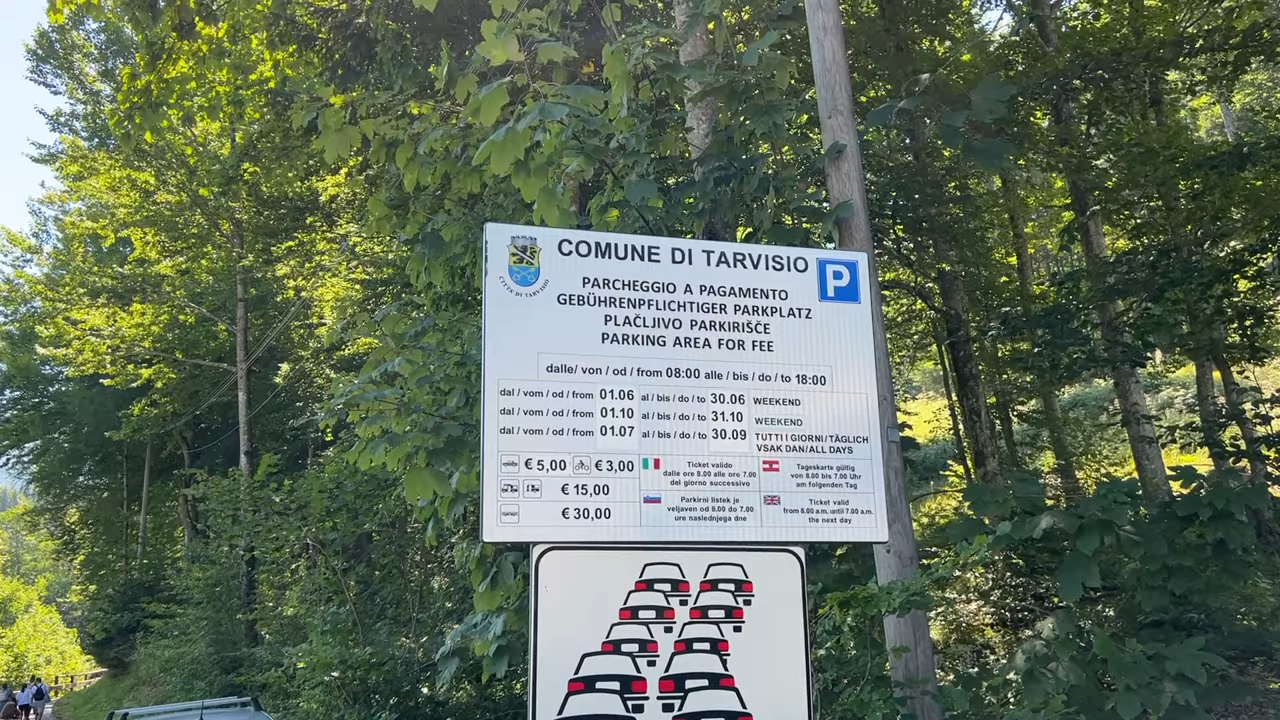 COMUNE DI TARVISIO
P
CITTÀ DI TARVISIO
PARCHEGGIO A PAGAMENTO
GEBÜHRENPFLICHTIGER PARKPLATZ
PLAČLJIVO PARKIRIŠČE
PARKING AREA FOR FEE
dalle/ von / od / from 08:00 alle / bis / do / to 18:00
dal / vom / od / from 01.06 al / bis / do / to 30.06 WEEKEND
dal / vom / od / from 01.10 al / bis / do / to 31.10 WEEKEND
dal / vom / od / from 01.07 al / bis / do / to 30.09 TUTTI I GIORNI/TÄGLICH
VSAK DAN/ALL DAYS
€ 5,00 € 3,00
€ 15,00
€ 30,00
Ticket valido
dalle ore 8.00 alle ore 7.00
del giorno successivo
Tageskarte gültig
von 8.00 bis 7.00 Uhr
am folgenden Tag
Parkirni listek je
veljaven od 8.00 do 7.00
ure naslednjega dne
Ticket valid
from 8.00 a.m. until 7.00 a.m.
the next day